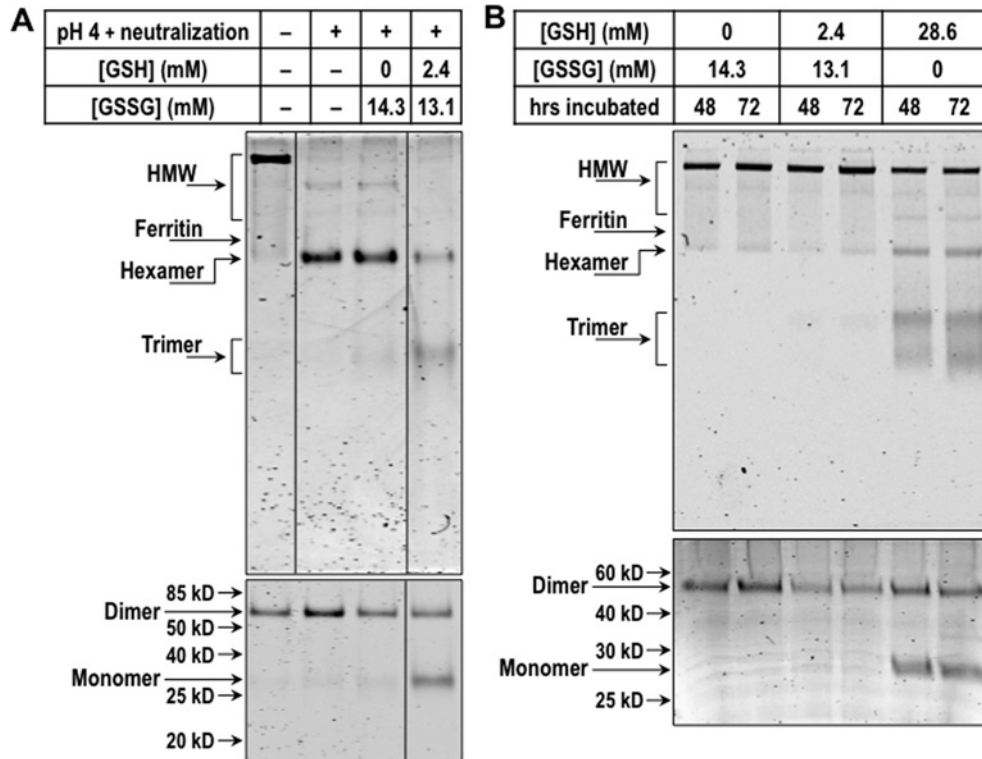 A
pH 4 + neutralization – + + +
[GSH] (mM) – – 0 2.4
[GSSG] (mM) – – 14.3 13.1
HMW
Ferritin
Hexamer
Trimer
85 kD
Dimer
50 kD
40 kD
Monomer
25 kD
20 kD
B
[GSH] (mM) 0 2.4 28.6
[GSSG] (mM) 14.3 13.1 0
hrs incubated 48 72 48 72 48 72
HMW
Ferritin
Hexamer
Trimer
60 kD
Dimer
40 kD
30 kD
Monomer
25 kD